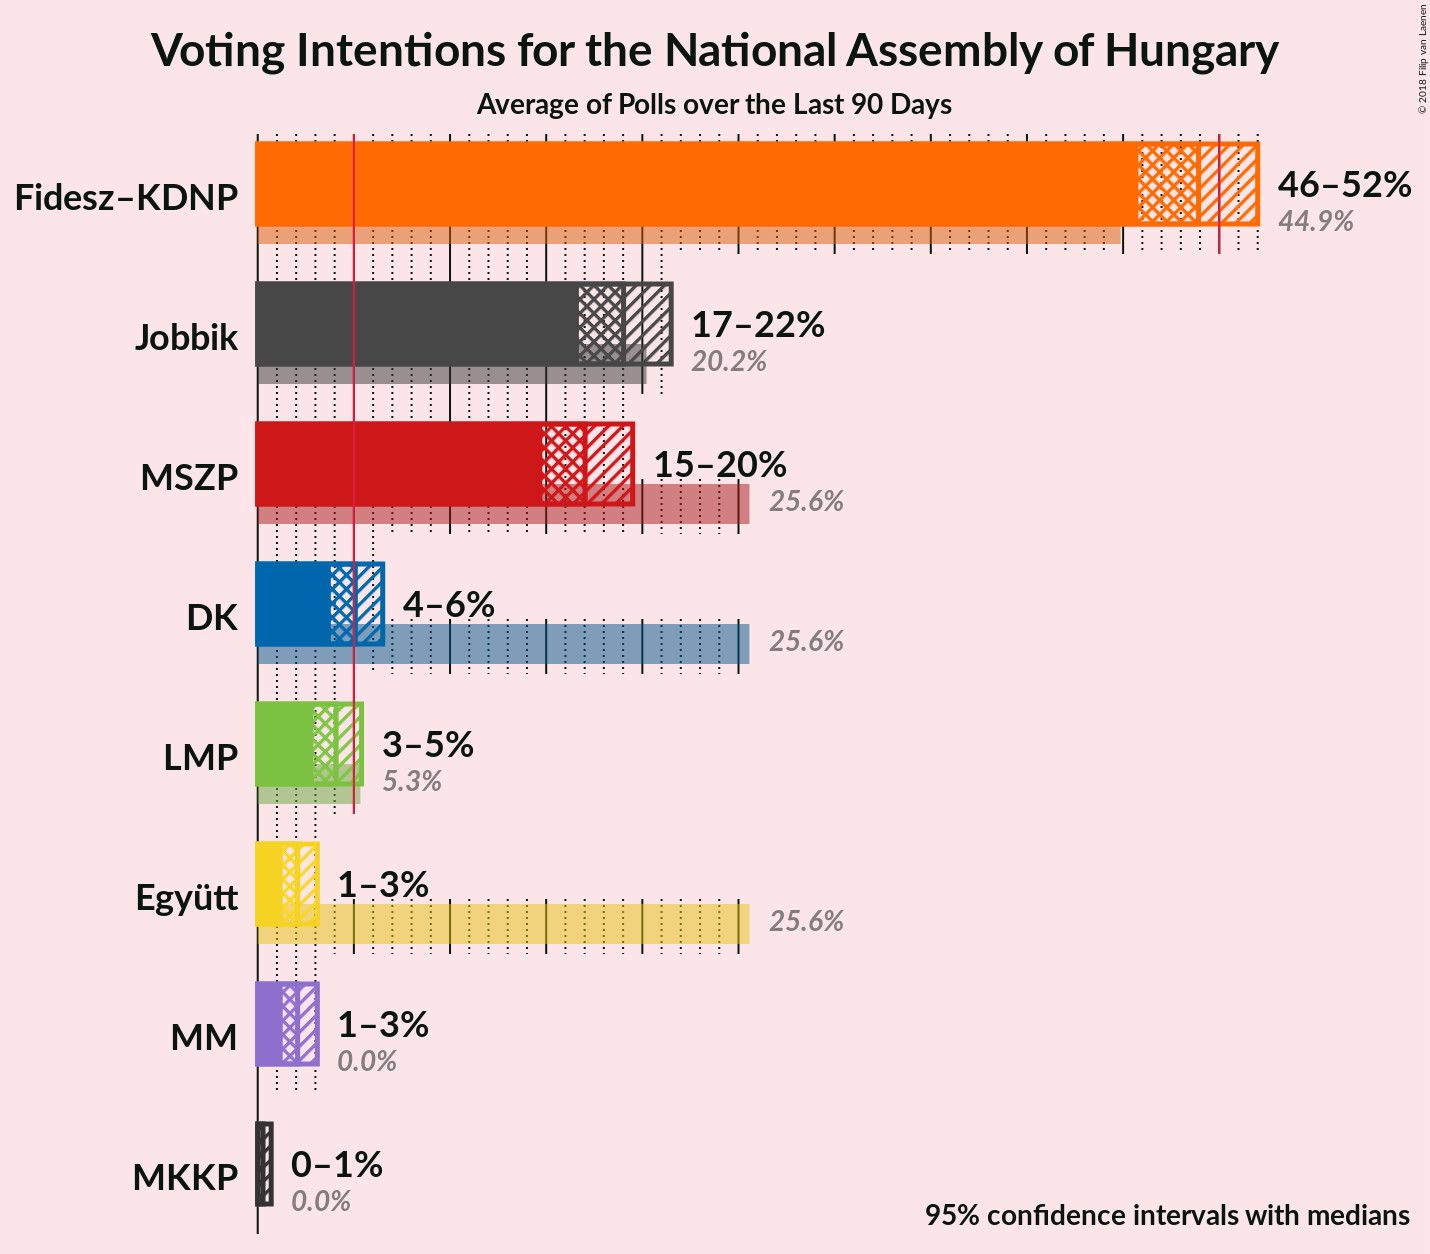 Voting Intentions for the National Assembly of Hungary
Average of Polls over the Last 90 Days
© 2018 Filip van Laenen
Fidesz–KDNP
46–52%
44.9%
Jobbik
17–22%
20.2%
MSZP
15–20%
25.6%
DK
4–6%
25.6%
LMP
3–5%
5.3%
Együtt
1–3%
25.6%
MM
1–3%
0.0%
MKKP
0–1%
0.0%
95% confidence intervals with medians